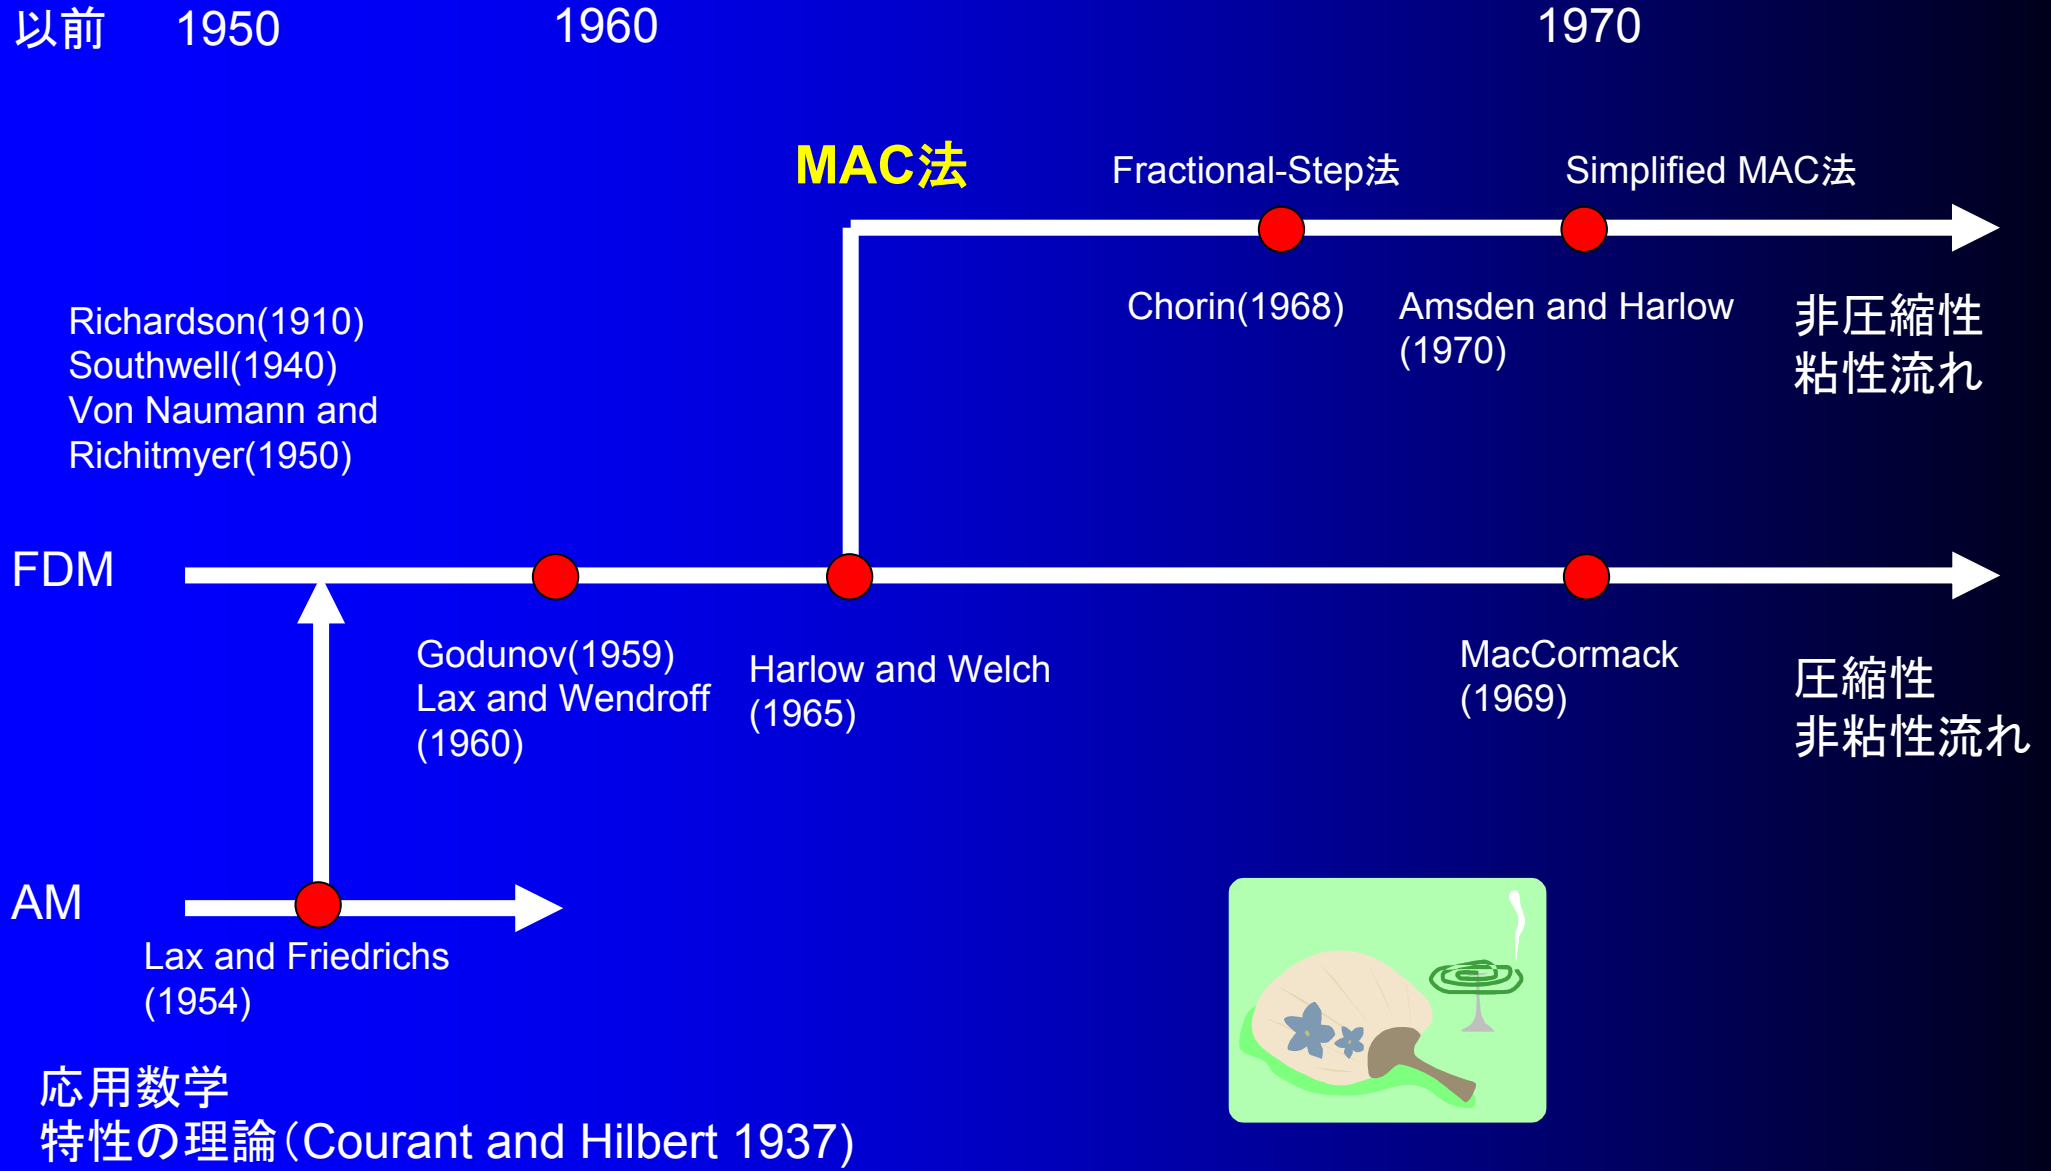 以前 1950 1960 1970
MAC法 Fractional-Step法 Simplified MAC法
Richardson(1910)
Southwell(1940)
Von Naumann and
Richitmyer(1950)
Chorin(1968)
Amsden and Harlow
(1970)
非圧縮性
粘性流れ
FDM
Godunov(1959)
Lax and Wendroff
(1960)
Harlow and Welch
(1965)
MacCormack
(1969)
圧縮性
非粘性流れ
AM
Lax and Friedrichs
(1954)
応用数学
特性の理論（Courant and Hilbert 1937)